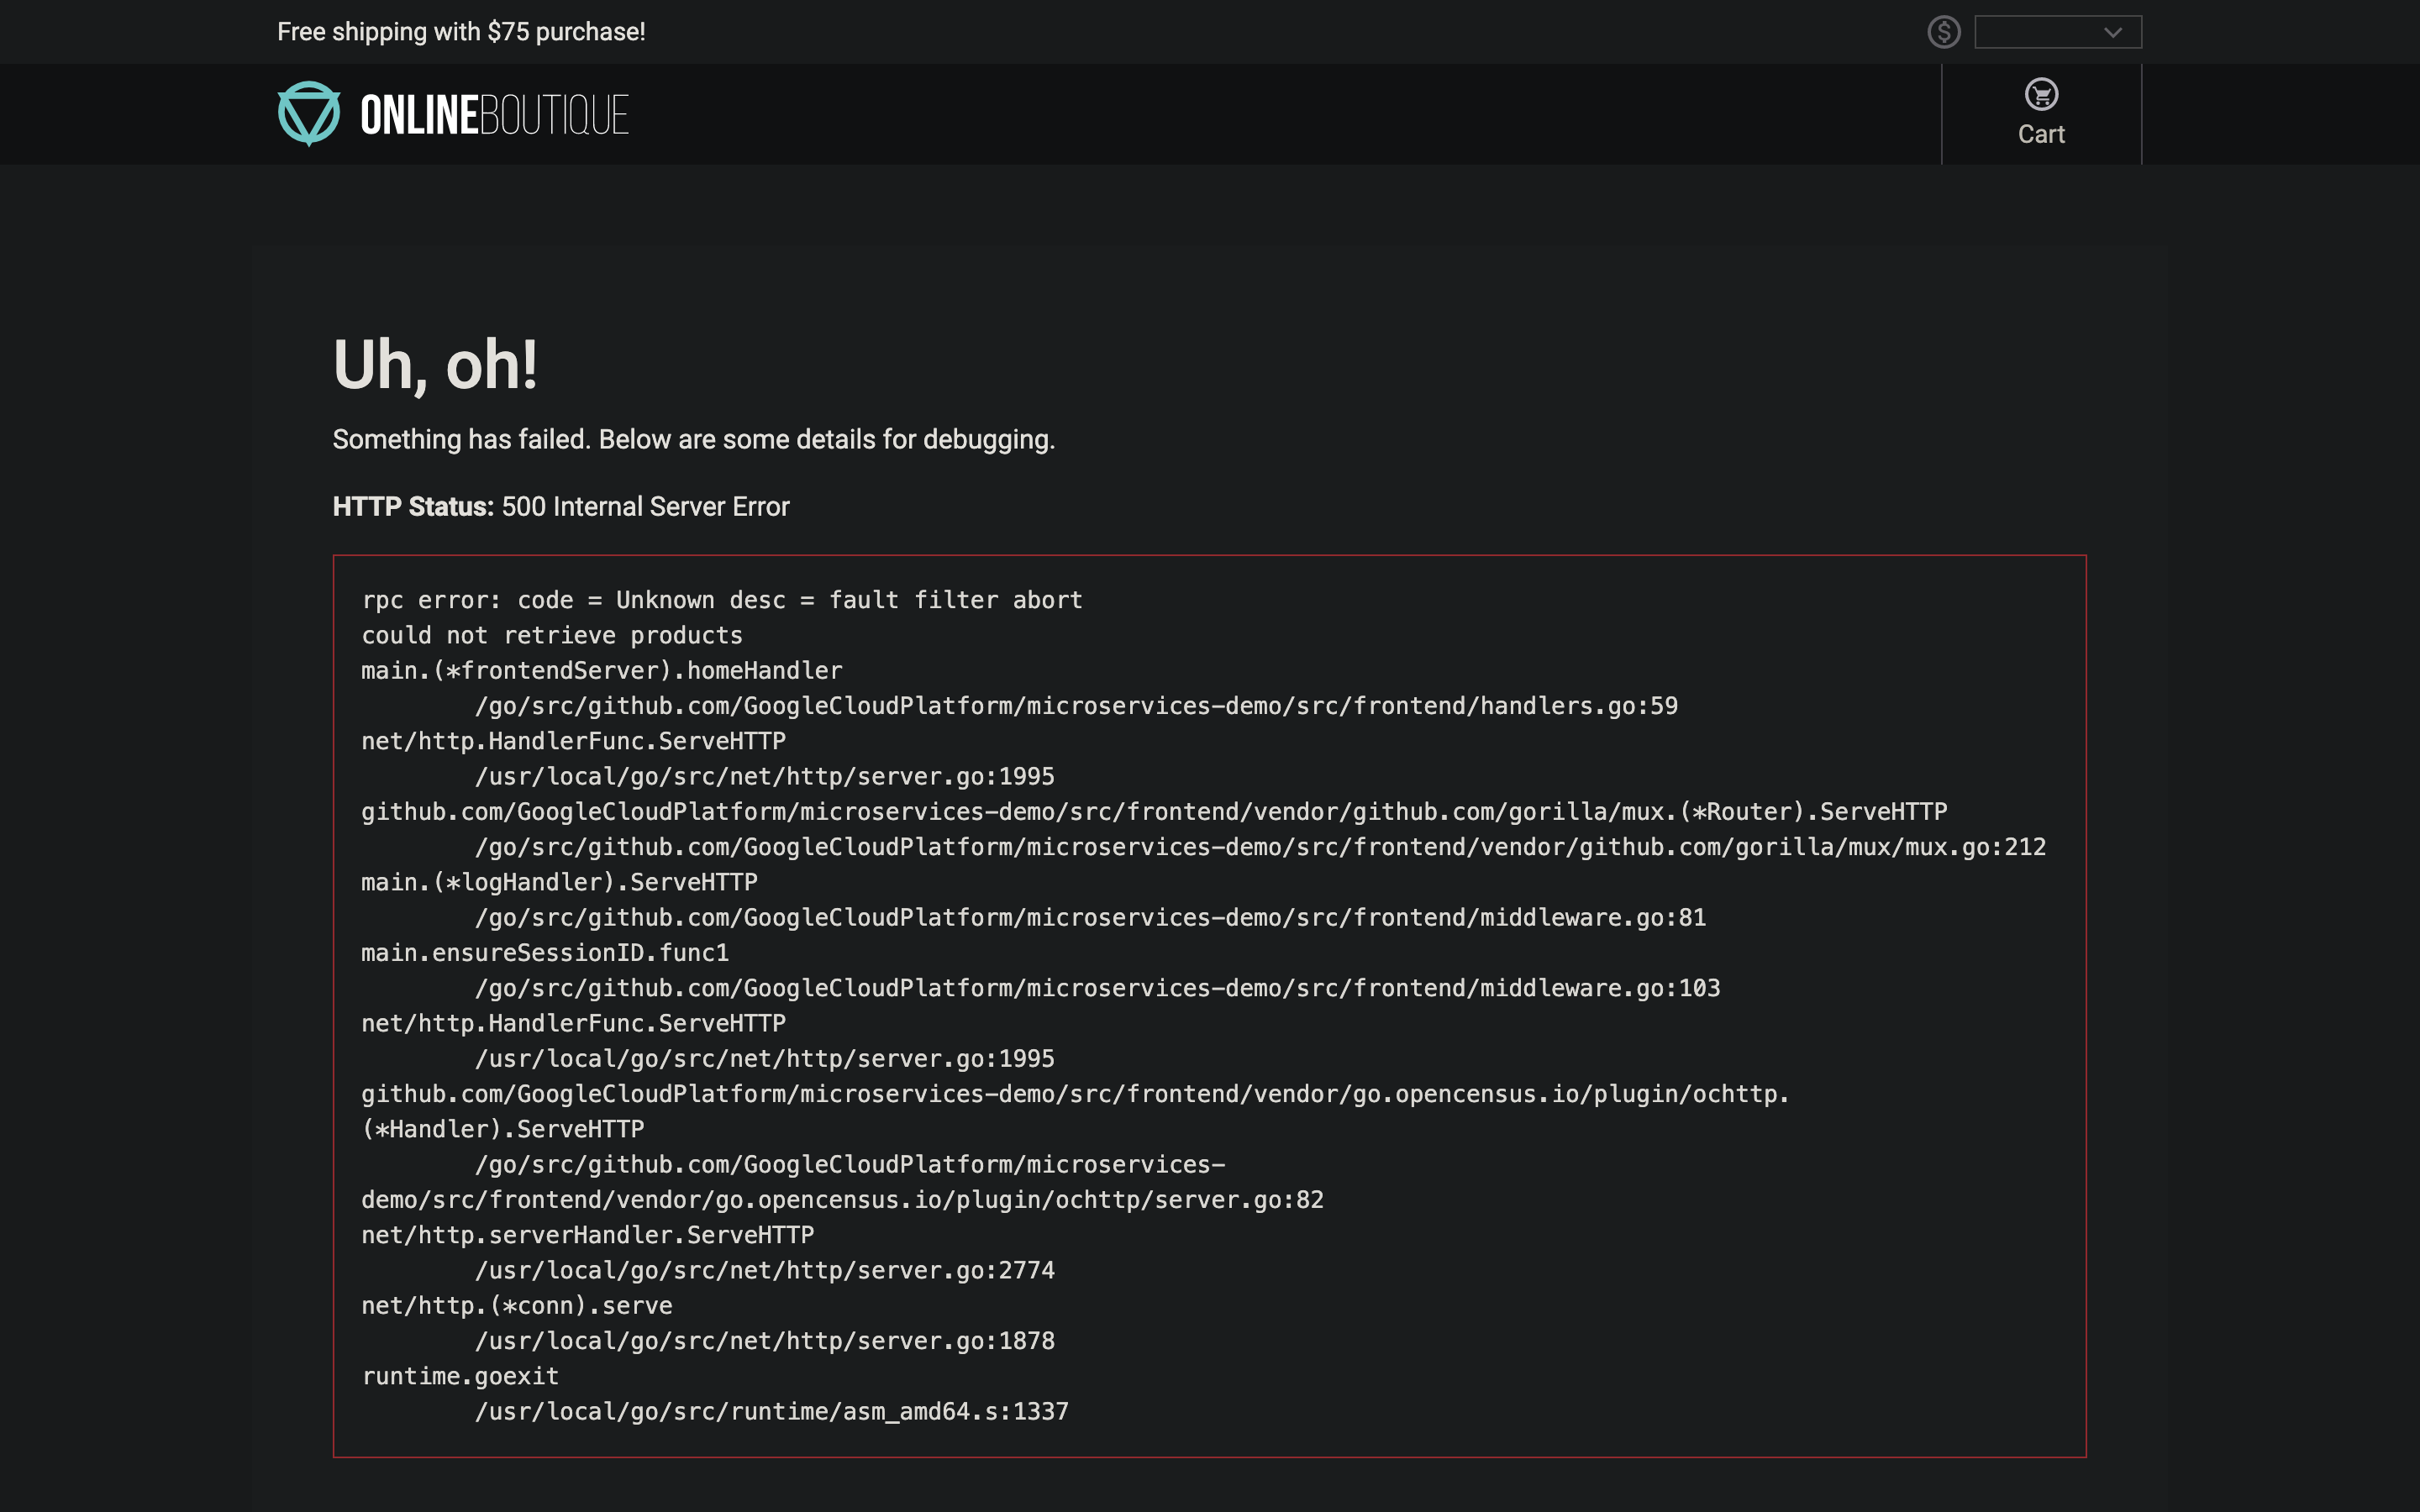 Free shipping with $75 purchase!
ONLINEBOUTIQUE
Cart
Uh, oh!
Something has failed. Below are some details for debugging.
HTTP Status: 500 Internal Server Error
rpc error: code = Unknown desc = fault filter abort
could not retrieve products
main.(*frontendServer).homeHandler
	/go/src/github.com/GoogleCloudPlatform/microservices-demo/src/frontend/handlers.go:59
net/http.HandlerFunc.ServeHTTP
	/usr/local/go/src/net/http/server.go:1995
github.com/GoogleCloudPlatform/microservices-demo/src/frontend/vendor/github.com/gorilla/mux.(*Router).ServeHTTP
	/go/src/github.com/GoogleCloudPlatform/microservices-demo/src/frontend/vendor/github.com/gorilla/mux/mux.go:212
main.(*logHandler).ServeHTTP
	/go/src/github.com/GoogleCloudPlatform/microservices-demo/src/frontend/middleware.go:81
main.ensureSessionID.func1
	/go/src/github.com/GoogleCloudPlatform/microservices-demo/src/frontend/middleware.go:103
net/http.HandlerFunc.ServeHTTP
	/usr/local/go/src/net/http/server.go:1995
github.com/GoogleCloudPlatform/microservices-demo/src/frontend/vendor/go.opencensus.io/plugin/ochttp.
(*Handler).ServeHTTP
	/go/src/github.com/GoogleCloudPlatform/microservices-
demo/src/frontend/vendor/go.opencensus.io/plugin/ochttp/server.go:82
net/http.serverHandler.ServeHTTP
	/usr/local/go/src/net/http/server.go:2774
net/http.(*conn).serve
	/usr/local/go/src/net/http/server.go:1878
runtime.goexit
	/usr/local/go/src/runtime/asm_amd64.s:1337